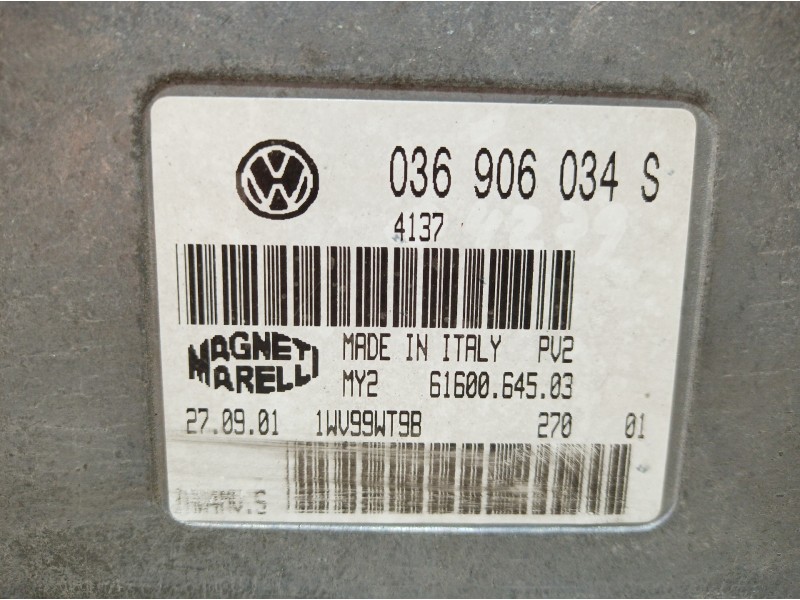 036 906 034 S
4137
MAGNETI MARELLI
MADE IN ITALY PV2
MY2 61600.645.03
27.09.01 1WV99WT9B 270 01